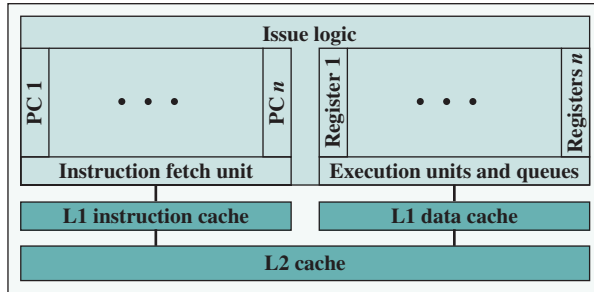 Issue logic
PC 1
• • •
PC n
Register 1
• • •
Registers n
Instruction fetch unit
Execution units and queues
L1 instruction cache
L1 data cache
L2 cache